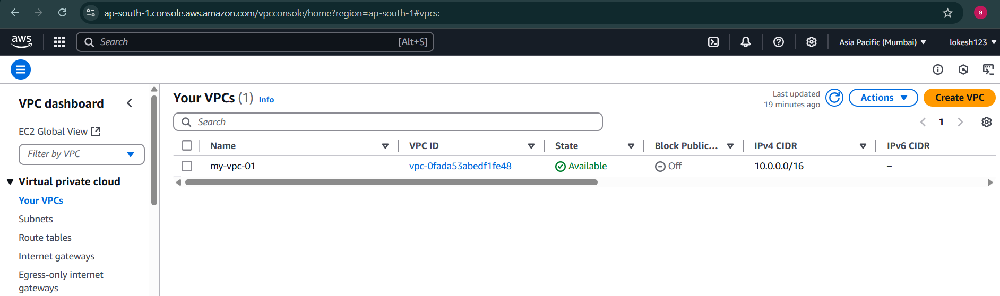 ap-south-1.console.aws.amazon.com/vpcconsole/home?region=ap-south-1#vpcs:
a
aws
Search
[Alt+S]
Asia Pacific (Mumbai)
lokesh123
VPC dashboard
EC2 Global View
Filter by VPC
Virtual private cloud
Your VPCs
Subnets
Route tables
Internet gateways
Egress-only internet
gateways
Your VPCs (1) Info
Last updated
19 minutes ago
Actions
Create VPC
Search
1
Name VPC ID State Block Public... IPv4 CIDR IPv6 CIDR
my-vpc-01 vpc-0fada53abedf1fe48 Available Off 10.0.0.0/16 –